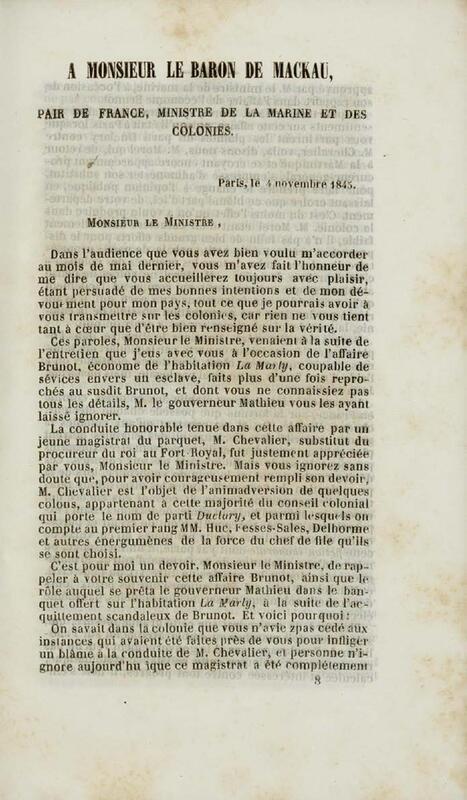 A MONSIEUR LE BARON DE MACKAU,
PAIR DE FRANCE, MINISTRE DE LA MARINE ET DES
COLONIES.
Paris, le 4 novembre 1845.
MONSIEUR LE MINISTRE,
Dans l'audience que vous avez bien voulu m'accorder
au mois de mai dernier, vous m'avez fait l'honneur de
me dire que vous accueillerez toujours avec plaisir,
étant persuadé de mes bonnes intentions et de mon dé-
vouement pour mon pays, tout ce que je pourrais avoir à
vous transmettre sur les colonies, car rien ne vous tient
tant à cœur que d'être bien renseigné sur la vérité.
Ces paroles, Monsieur le Ministre, venaient à la suite de
l'entretien que j'eus avec vous à l'occasion de l'affaire
Brunot, économe de l'habitation La Marly, coupable de
sévices envers un esclave, faits plus d'une fois repro-
chés au susdit Brunot, et dont vous ne connaissiez pas
tous les détails, M. le gouverneur Mathieu vous les ayant
laissé ignorer.
La conduite honorable tenue dans cette affaire par un
jeune magistrat du parquet, M. Chevalier, substitut du
procureur du roi au Fort-Royal, fut justement appréciée
par vous, Monsieur le Ministre. Mais vous ignorez sans
doute que, pour avoir courageusement rempli son devoir,
M. Chevalier est l'objet de l'animadversion de quelques
colons, appartenant à cette majorité du conseil colonial
qui porte le nom de parti Duclary, et parmi lesquels on
compte au premier rang MM. Huc, Fesses-Sales, Delhorme
et autres énergumènes de la force du chef de file qu'ils
se sont choisi.
C'est pour moi un devoir, Monsieur le Ministre, de rap-
peler à votre souvenir cette affaire Brunot, ainsi que le
rôle auquel se prêta le gouverneur Mathieu dans le ban-
quet offert sur l'habitation La Marly, à la suite de l'ac-
quittement scandaleux de Brunot. Et voici pourquoi :
On savait dans la colonie que vous n'avie zpas cédé aux
instances qui avaient été faites près de vous pour infliger
un blâme à la conduite de M. Chevalier, et personne n'i-
gnore aujourd'hu ique ce magistrat a été complétement
8